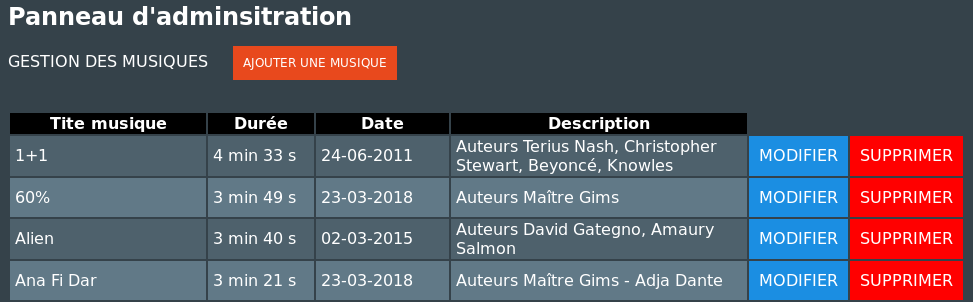 Panneau d'adminsitration
GESTION DES MUSIQUES AJOUTER UNE MUSIQUE
Tite musique Durée Date Description
1+1 4 min 33 s 24-06-2011 Auteurs Terius Nash, Christopher
Stewart, Beyoncé, Knowles MODIFIER SUPPRIMER
60% 3 min 49 s 23-03-2018 Auteurs Maître Gims MODIFIER SUPPRIMER
Alien 3 min 40 s 02-03-2015 Auteurs David Gategno, Amaury
Salmon MODIFIER SUPPRIMER
Ana Fi Dar 3 min 21 s 23-03-2018 Auteurs Maître Gims - Adja Dante MODIFIER SUPPRIMER